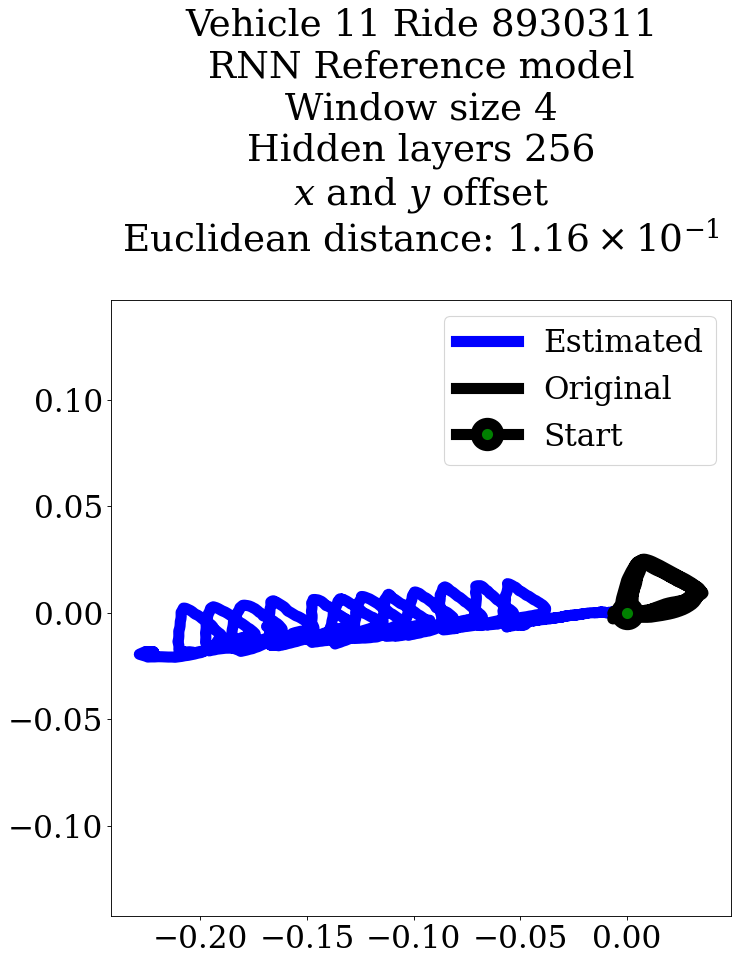 Vehicle 11 Ride 8930311
RNN Reference model
Window size 4
Hidden layers 256
x and y offset
Euclidean distance: 1.16 × 10⁻¹
Estimated
Original
Start
0.10
0.05
0.00
−0.05
−0.10
−0.20 −0.15 −0.10 −0.05 0.00